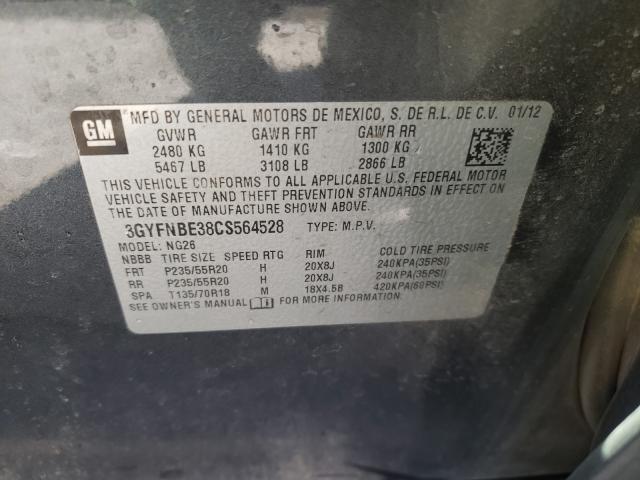 GM
MFD BY GENERAL MOTORS DE MEXICO, S. DE R.L. DE C.V. 01/12
GVWR GAWR FRT GAWR RR
2480 KG 1410 KG 1300 KG
5467 LB 3108 LB 2866 LB
THIS VEHICLE CONFORMS TO ALL APPLICABLE U.S. FEDERAL MOTOR
VEHICLE SAFETY AND THEFT PREVENTION STANDARDS IN EFFECT ON
THE DATE OF MANUFACTURE SHOWN ABOVE.
3GYFNBE38CS564528 TYPE: M.P.V.
MODEL: NG26
NBBB TIRE SIZE SPEED RTG RIM COLD TIRE PRESSURE
FRT P235/55R20 H 20X8J 240KPA(35PSI)
RR P235/55R20 H 20X8J 240KPA(35PSI)
SPA T135/70R18 M 18X4.5B 420KPA(60PSI)
SEE OWNER'S MANUAL FOR MORE INFORMATION.